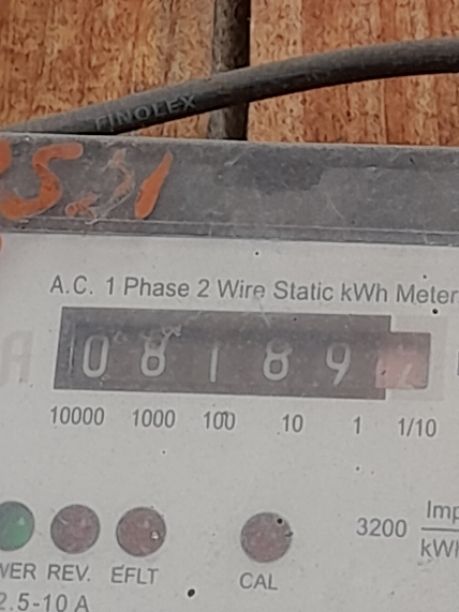 FINOLEX
A.C. 1 Phase 2 Wire Static kWh Meter
08189
10000 1000 100 10 1 1/10
3200 Imp
kWh
REV. EFLT
CAL
2.5-10 A